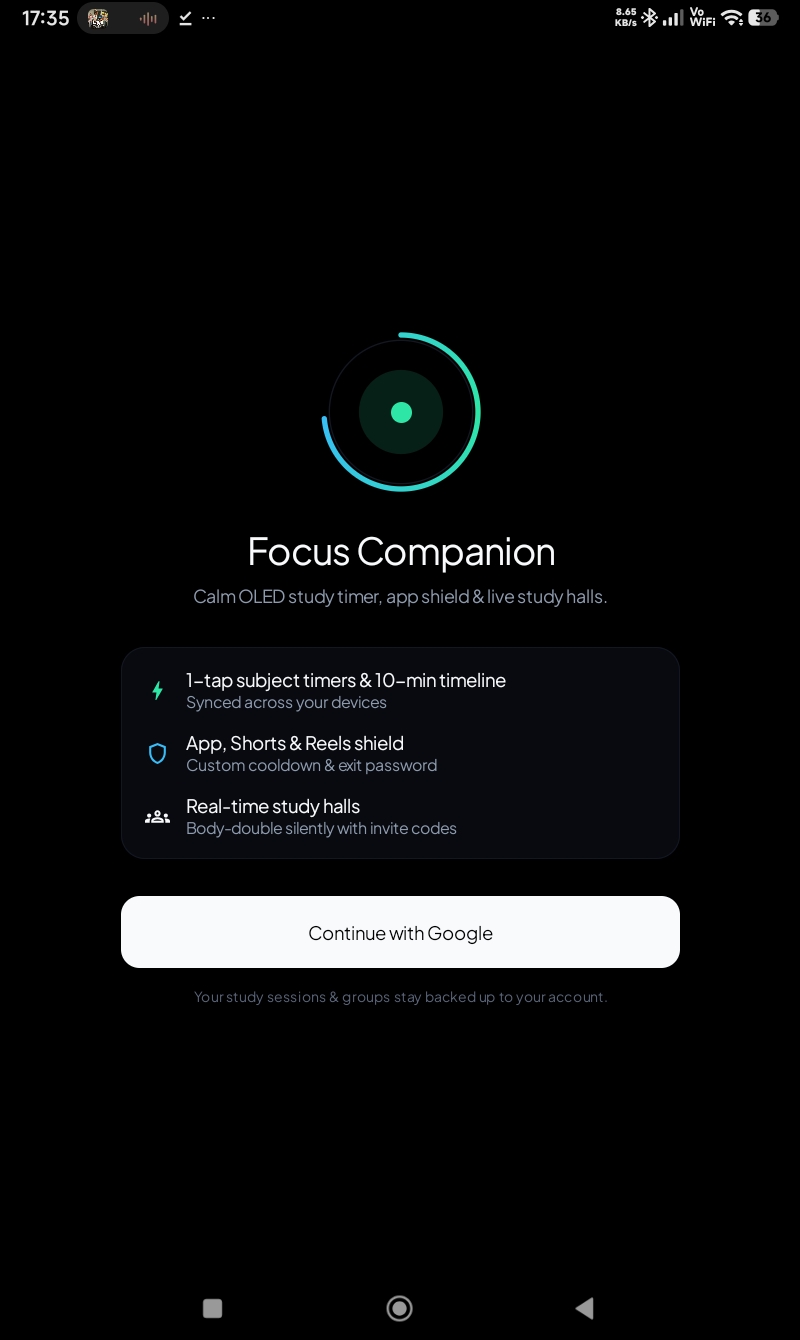 17:35
8.65
KB/s
Vo
WiFi
36
Focus Companion
Calm OLED study timer, app shield & live study halls.
1-tap subject timers & 10-min timeline
Synced across your devices
App, Shorts & Reels shield
Custom cooldown & exit password
Real-time study halls
Body-double silently with invite codes
Continue with Google
Your study sessions & groups stay backed up to your account.